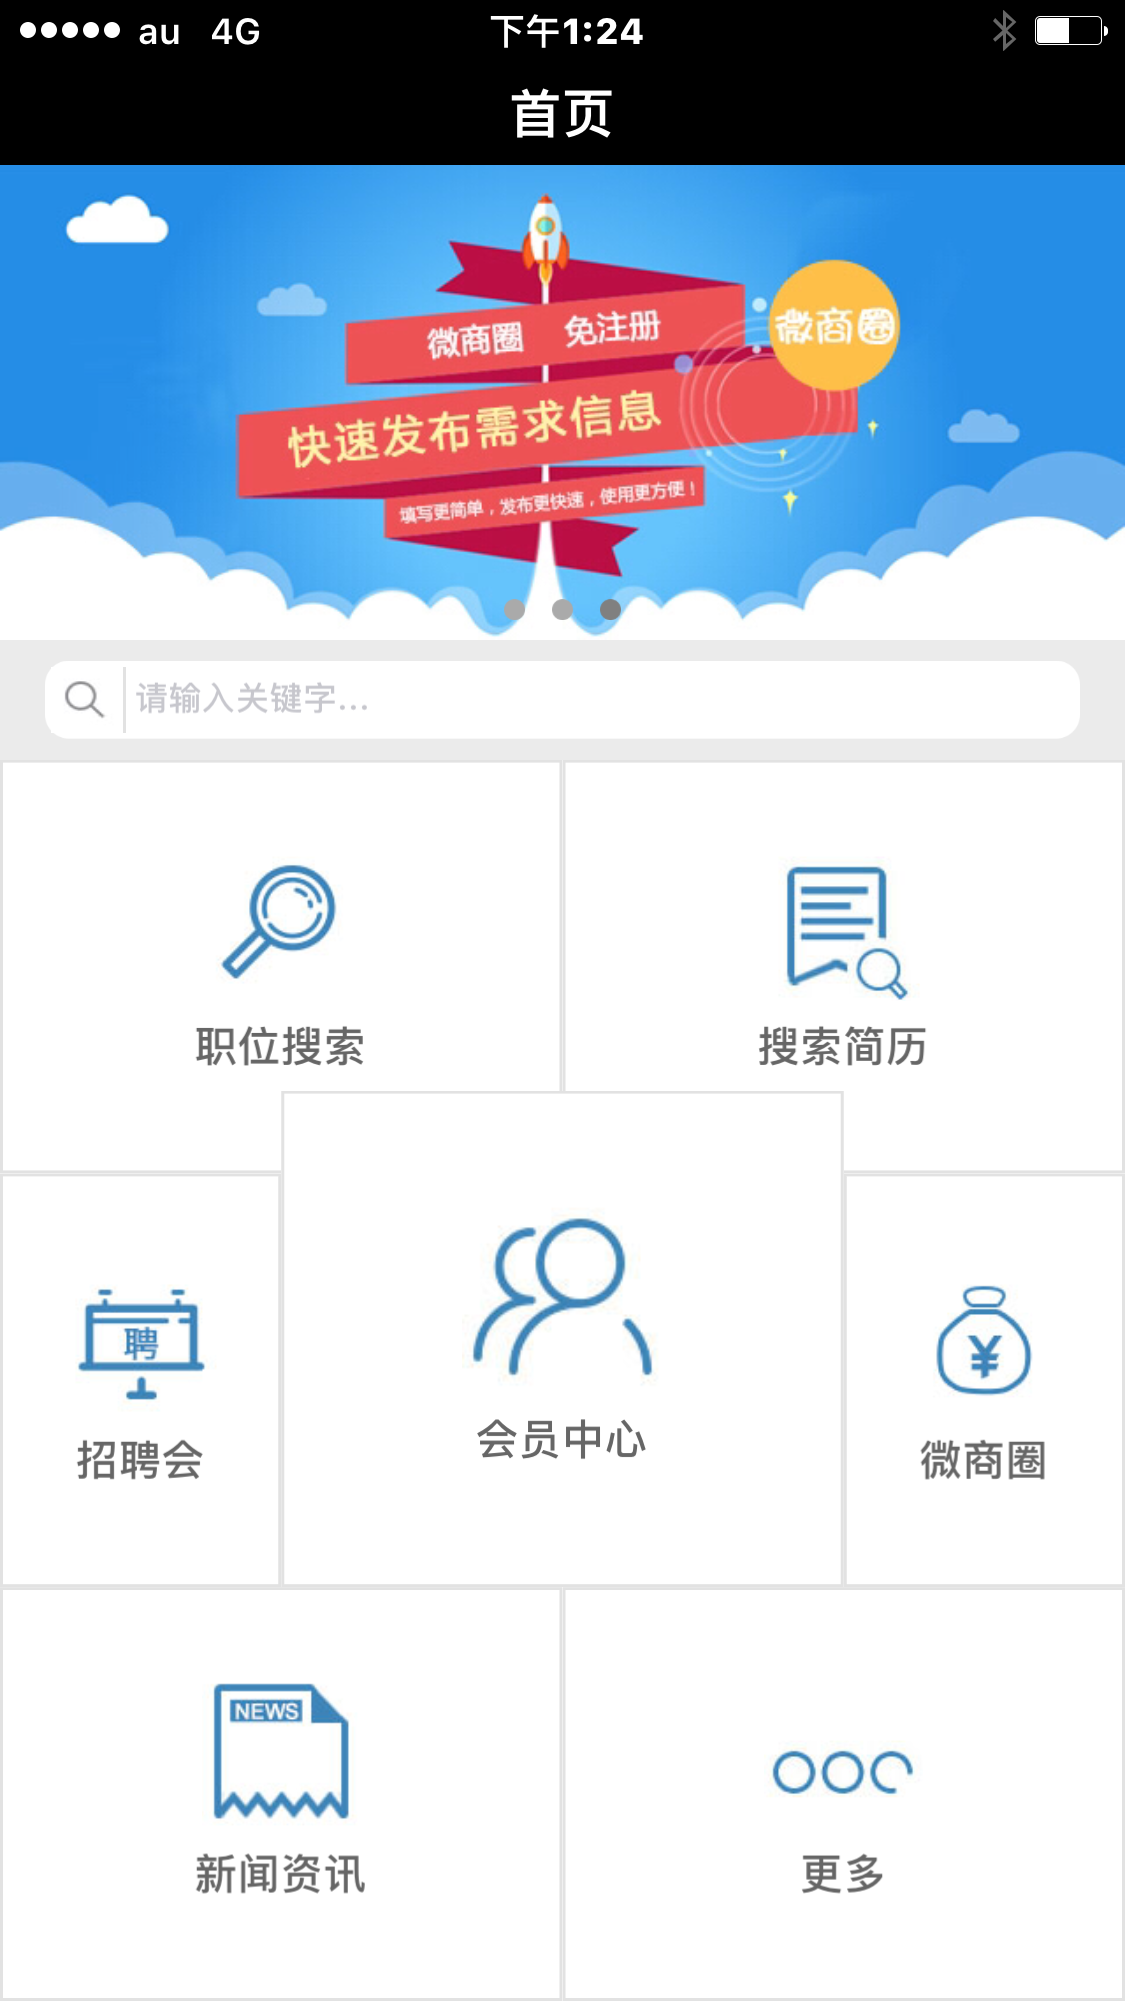 au 4G 下午1:24
首页
微商圈 免注册
微商圈
快速发布需求信息
填写更简单，发布更快速，使用更方便！
请输入关键字...
职位搜索
搜索简历
聘
招聘会
会员中心
¥
微商圈
NEWS
新闻资讯
更多